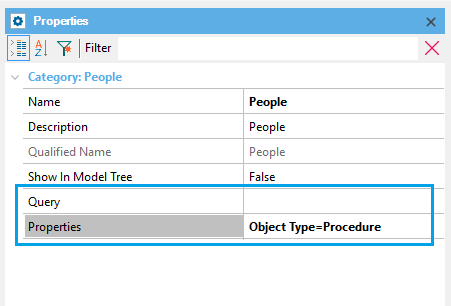 Properties
Filter
Category: People
Name People
Description People
Qualified Name People
Show In Model Tree False
Query
Properties Object Type=Procedure